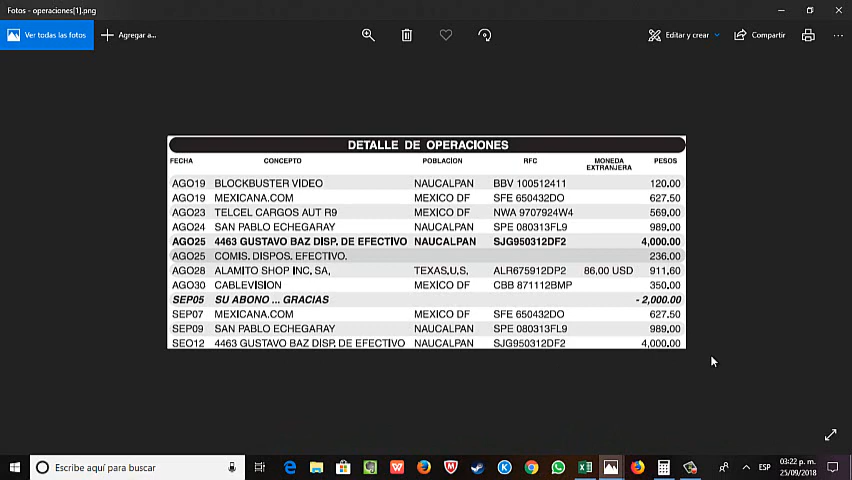 Fotos - operaciones[1].png
Ver todas las fotos Agregar a... Editar y crear Compartir
DETALLE DE OPERACIONES
FECHA CONCEPTO POBLACION RFC MONEDA EXTRANJERA PESOS
AGO19 BLOCKBUSTER VIDEO NAUCALPAN BBV 100512411 120.00
AGO19 MEXICANA.COM MEXICO DF SFE 650432DO 627.50
AGO23 TELCEL CARGOS AUT R9 MEXICO DF NWA 9707924W4 569.00
AGO24 SAN PABLO ECHEGARAY MEXICO DF SPE 080313FL9 989.00
AGO25 4463 GUSTAVO BAZ DISP. DE EFECTIVO NAUCALPAN SJG950312DF2 4,000.00
AGO25 COMIS. DISPOS. EFECTIVO. 236.00
AGO28 ALAMITO SHOP INC, SA, TEXAS,U,S, ALR675912DP2 86,00 USD 911,60
AGO30 CABLEVISION MEXICO DF CBB 871112BMP 350.00
SEP05 SU ABONO ... GRACIAS - 2,000.00
SEP07 MEXICANA.COM MEXICO DF SFE 650432DO 627.50
SEP09 SAN PABLO ECHEGARAY MEXICO DF SPE 080313FL9 989.00
SEO12 4463 GUSTAVO BAZ DISP. DE EFECTIVO NAUCALPAN SJG950312DF2 4,000.00
Escribe aquí para buscar ESP 03:22 p. m.
25/09/2018